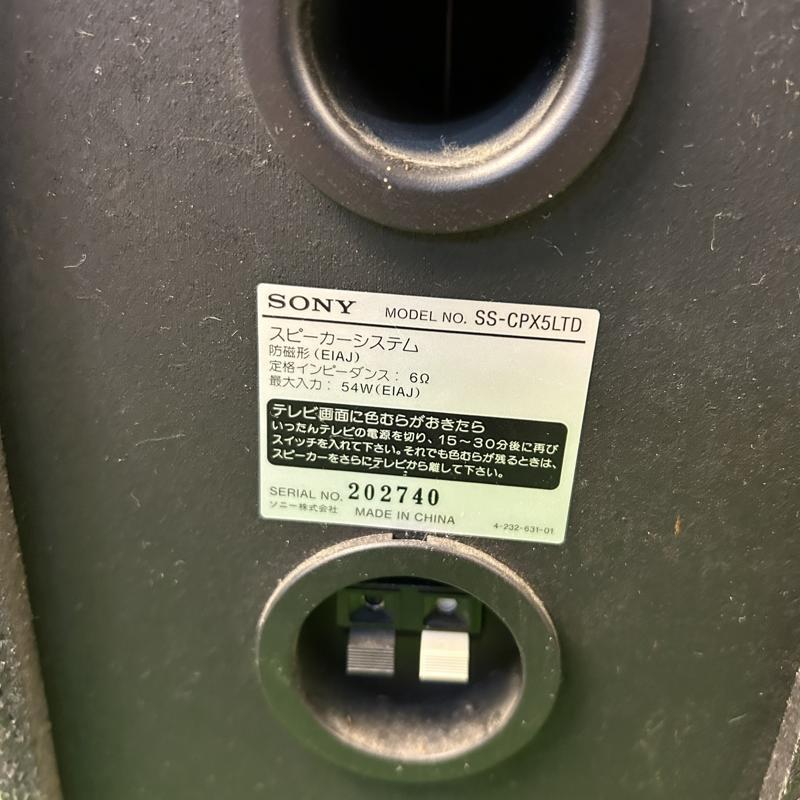 SONY MODEL NO. SS-CPX5LTD
スピーカーシステム
防磁形(EIAJ)
定格インピーダンス: 6Ω
最大入力: 54W(EIAJ)
テレビ画面に色むらがおきたら
いったんテレビの電源を切り、15～30分後に再び
スイッチを入れて下さい。それでも色むらが残るときは、
スピーカーをさらにテレビから離して下さい。
SERIAL NO. 202740
ソニー株式会社 MADE IN CHINA 4-232-631-01